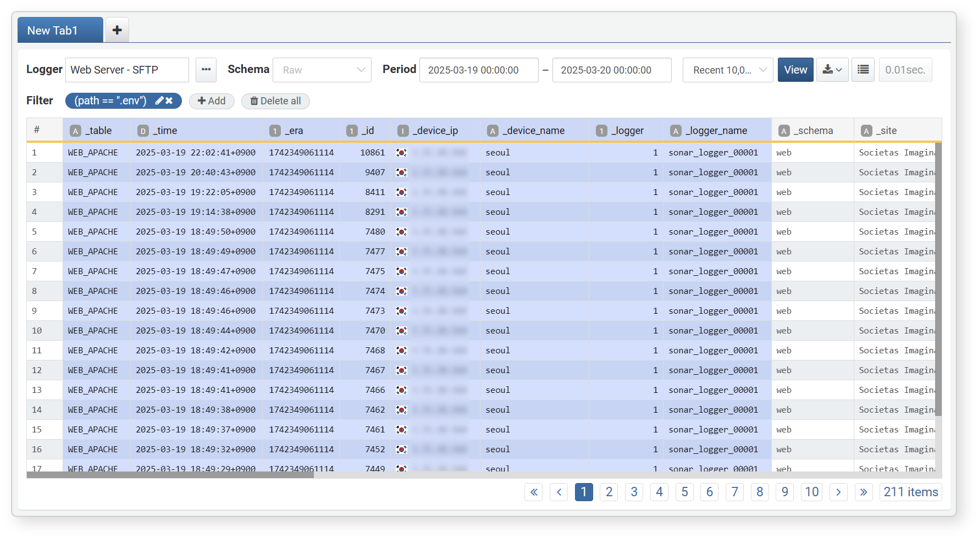 New Tab1 +
Logger Web Server - SFTP ••• Schema Raw Period 2025-03-19 00:00:00 – 2025-03-20 00:00:00 Recent 10,0... View 0.01sec.
Filter (path == ".env") + Add Delete all
# A _table D _time 1 _era 1 _id I _device_ip A _device_name 1 _logger A _logger_name A _schema A _site
1 WEB_APACHE 2025-03-19 22:02:41+0900 1742349061114 10861 seoul 1 sonar_logger_00001 web Societas Imagin
2 WEB_APACHE 2025-03-19 20:40:43+0900 1742349061114 9407 seoul 1 sonar_logger_00001 web Societas Imagin
3 WEB_APACHE 2025-03-19 19:22:05+0900 1742349061114 8411 seoul 1 sonar_logger_00001 web Societas Imagin
4 WEB_APACHE 2025-03-19 19:14:38+0900 1742349061114 8291 seoul 1 sonar_logger_00001 web Societas Imagin
5 WEB_APACHE 2025-03-19 18:49:50+0900 1742349061114 7480 seoul 1 sonar_logger_00001 web Societas Imagin
6 WEB_APACHE 2025-03-19 18:49:49+0900 1742349061114 7477 seoul 1 sonar_logger_00001 web Societas Imagin
7 WEB_APACHE 2025-03-19 18:49:47+0900 1742349061114 7475 seoul 1 sonar_logger_00001 web Societas Imagin
8 WEB_APACHE 2025-03-19 18:49:46+0900 1742349061114 7474 seoul 1 sonar_logger_00001 web Societas Imagin
9 WEB_APACHE 2025-03-19 18:49:46+0900 1742349061114 7473 seoul 1 sonar_logger_00001 web Societas Imagin
10 WEB_APACHE 2025-03-19 18:49:44+0900 1742349061114 7470 seoul 1 sonar_logger_00001 web Societas Imagin
11 WEB_APACHE 2025-03-19 18:49:42+0900 1742349061114 7468 seoul 1 sonar_logger_00001 web Societas Imagin
12 WEB_APACHE 2025-03-19 18:49:41+0900 1742349061114 7467 seoul 1 sonar_logger_00001 web Societas Imagin
13 WEB_APACHE 2025-03-19 18:49:41+0900 1742349061114 7466 seoul 1 sonar_logger_00001 web Societas Imagin
14 WEB_APACHE 2025-03-19 18:49:38+0900 1742349061114 7462 seoul 1 sonar_logger_00001 web Societas Imagin
15 WEB_APACHE 2025-03-19 18:49:37+0900 1742349061114 7461 seoul 1 sonar_logger_00001 web Societas Imagin
16 WEB_APACHE 2025-03-19 18:49:32+0900 1742349061114 7452 seoul 1 sonar_logger_00001 web Societas Imagin
17 WEB_APACHE 2025-03-19 18:49:29+0900 1742349061114 7449 seoul 1 sonar_logger_00001 web Societas Imagin
« ‹ 1 2 3 4 5 6 7 8 9 10 › » 211 items